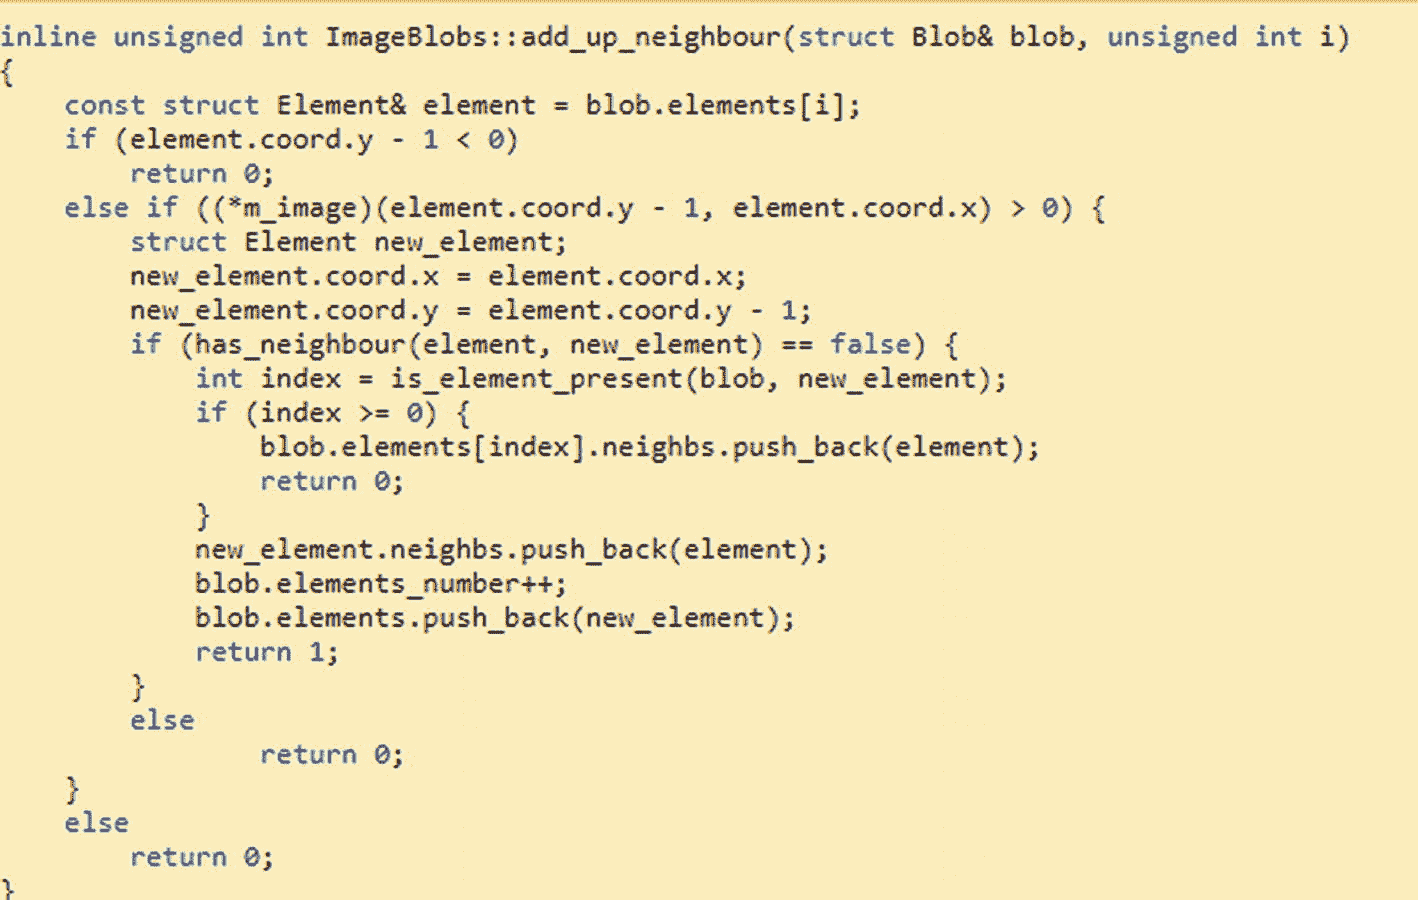 inline unsigned int ImageBlobs::add_up_neighbour(struct Blob& blob, unsigned int i)
{
    const struct Element& element = blob.elements[i];
    if (element.coord.y - 1 < 0)
        return 0;
    else if ((*m_image)(element.coord.y - 1, element.coord.x) > 0) {
        struct Element new_element;
        new_element.coord.x = element.coord.x;
        new_element.coord.y = element.coord.y - 1;
        if (has_neighbour(element, new_element) == false) {
            int index = is_element_present(blob, new_element);
            if (index >= 0) {
                blob.elements[index].neighbs.push_back(element);
                return 0;
            }
            new_element.neighbs.push_back(element);
            blob.elements_number++;
            blob.elements.push_back(new_element);
            return 1;
        }
        else
                return 0;
    }
    else
        return 0;
}